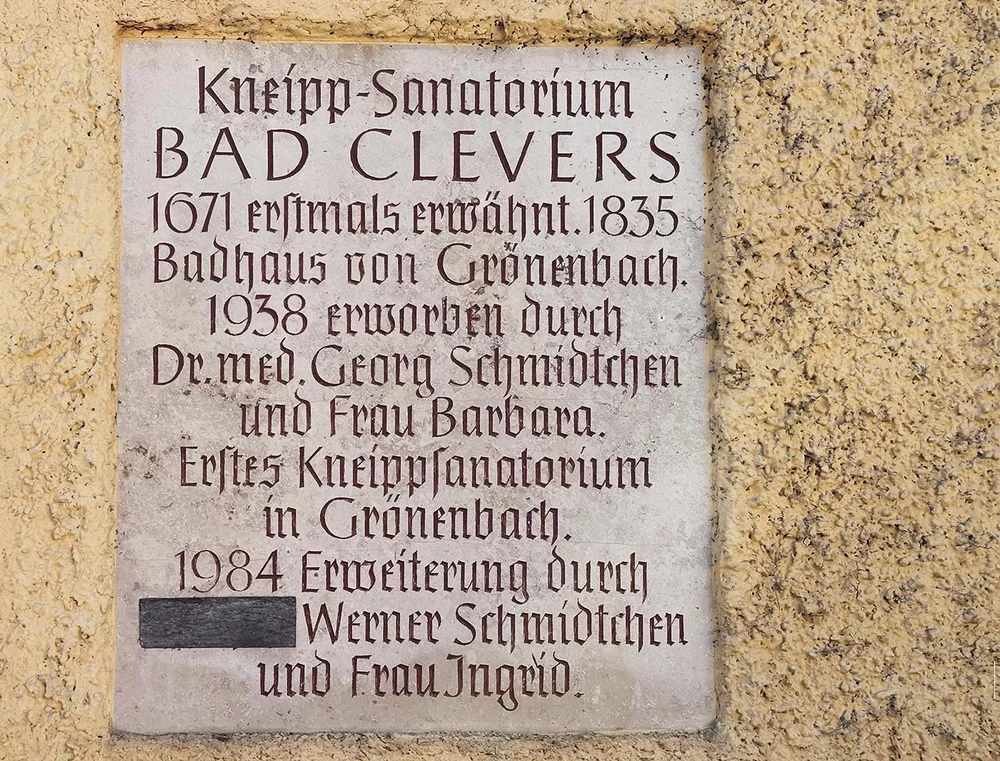 Kneipp-Sanatorium
BAD CLEVERS
1671 erſtmals erwähnt. 1835
Badhaus von Grönenbach.
1938 erworben durch
Dr. med. Georg Schmidtchen
und Frau Barbara.
Erſtes Kneippſanatorium
in Grönenbach.
1984 Erweiterung durch
Werner Schmidtchen
und Frau Ingrid.